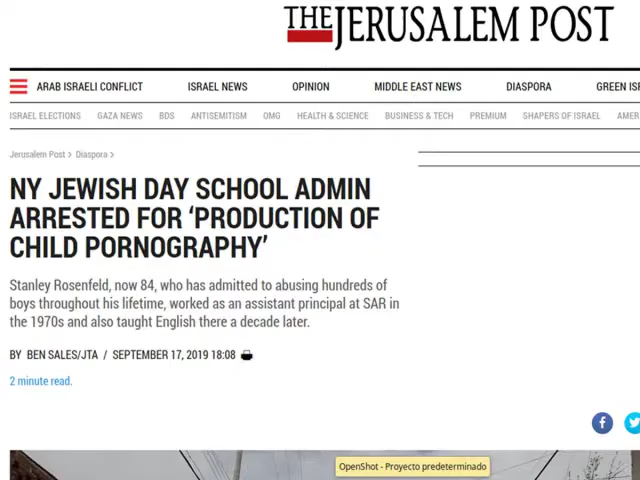 THE JERUSALEM POST
ARAB ISRAELI CONFLICT ISRAEL NEWS OPINION MIDDLE EAST NEWS DIASPORA GREEN IS
ISRAEL ELECTIONS GAZA NEWS BDS ANTISEMITISM OMG HEALTH & SCIENCE BUSINESS & TECH PREMIUM SHAPERS OF ISRAEL AMER
Jerusalem Post > Diaspora >
NY JEWISH DAY SCHOOL ADMIN
ARRESTED FOR ‘PRODUCTION OF
CHILD PORNOGRAPHY’
Stanley Rosenfeld, now 84, who has admitted to abusing hundreds of
boys throughout his lifetime, worked as an assistant principal at SAR in
the 1970s and also taught English there a decade later.
BY BEN SALES/JTA / SEPTEMBER 17, 2019 18:08
2 minute read.
OpenShot - Proyecto predeterminado